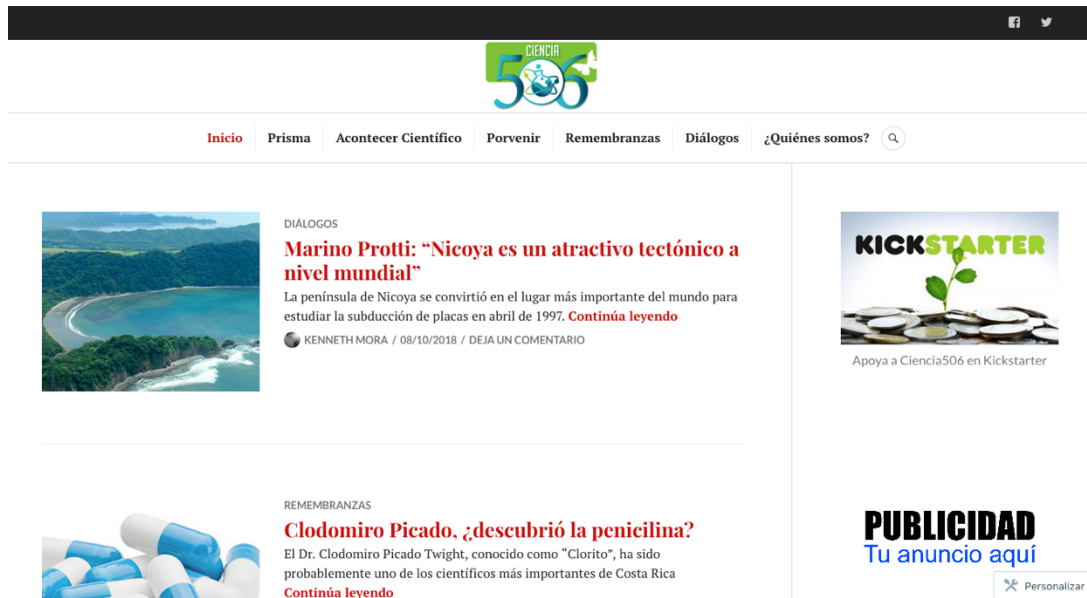 CIENCIA
506
Inicio Prisma Acontecer Científico Porvenir Remembranzas Diálogos ¿Quiénes somos?
DIÁLOGOS
Marino Protti: “Nicoya es un atractivo tectónico a
nivel mundial”
La península de Nicoya se convirtió en el lugar más importante del mundo para
estudiar la subducción de placas en abril de 1997. Continúa leyendo
KENNETH MORA / 08/10/2018 / DEJA UN COMENTARIO
KICKSTARTER
Apoya a Ciencia506 en Kickstarter
REMEMBRANZAS
Clodomiro Picado, ¿descubrió la penicilina?
El Dr. Clodomiro Picado Twight, conocido como “Clorito”, ha sido
probablemente uno de los científicos más importantes de Costa Rica
Continúa leyendo
PUBLICIDAD
Tu anuncio aquí
Personalizar